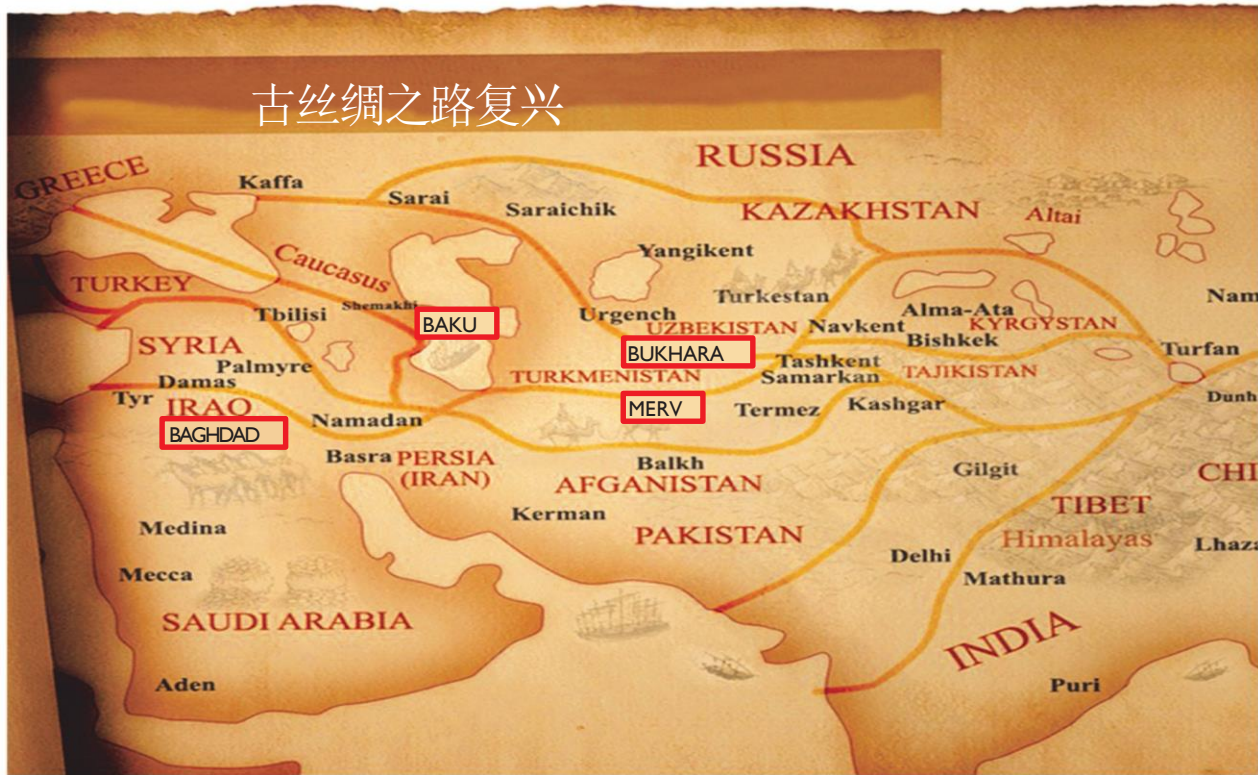 古丝绸之路复兴
RUSSIA
GREECE
Kaffa
Sarai
Saraichik
KAZAKHSTAN
Altai
Caucasus
Yangikent
TURKEY
Turkestan
Tbilisi
Shemakhi
BAKU
Urgench
UZBEKISTAN
Navkent
Alma-Ata
KYRGYSTAN
Nam
Bishkek
SYRIA
Palmyre
BUKHARA
Tashkent
Turfan
Damas
TURKMENISTAN
Samarkan
TAJIKISTAN
Tyr
IRAQ
MERV
Termez
Kashgar
Dunh
BAGHDAD
Namadan
Basra
PERSIA
(IRAN)
Balkh
Gilgit
CHI
AFGANISTAN
Kerman
TIBET
Medina
PAKISTAN
Himalayas
Lhaza
Delhi
Mecca
Mathura
SAUDI ARABIA
INDIA
Aden
Puri